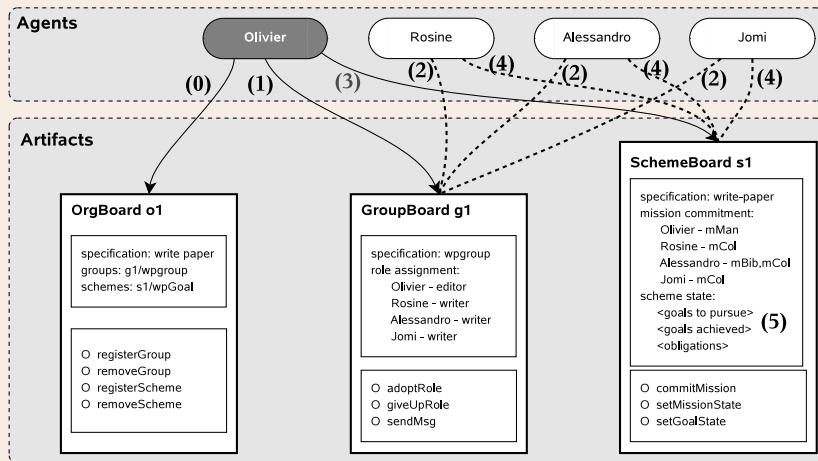 Agents
Olivier
Rosine
Alessandro
Jomi
(0)
(1)
(3)
(2)
(4)
(2)
(4)
(2)
(4)
Artifacts
OrgBoard o1
specification: write paper
groups: g1/wpgroup
schemes: s1/wpGoal
O registerGroup
O removeGroup
O registerScheme
O removeScheme
GroupBoard g1
specification: wpgroup
role assignment:
Olivier - editor
Rosine - writer
Alessandro - writer
Jomi - writer
O adoptRole
O giveUpRole
O sendMsg
SchemeBoard s1
specification: write-paper
mission commitment:
Olivier - mMan
Rosine - mCol
Alessandro - mBib,mCol
Jomi - mCol
scheme state:
<goals to pursue>
<goals achieved>
<obligations>
(5)
O commitMission
O setMissionState
O setGoalState